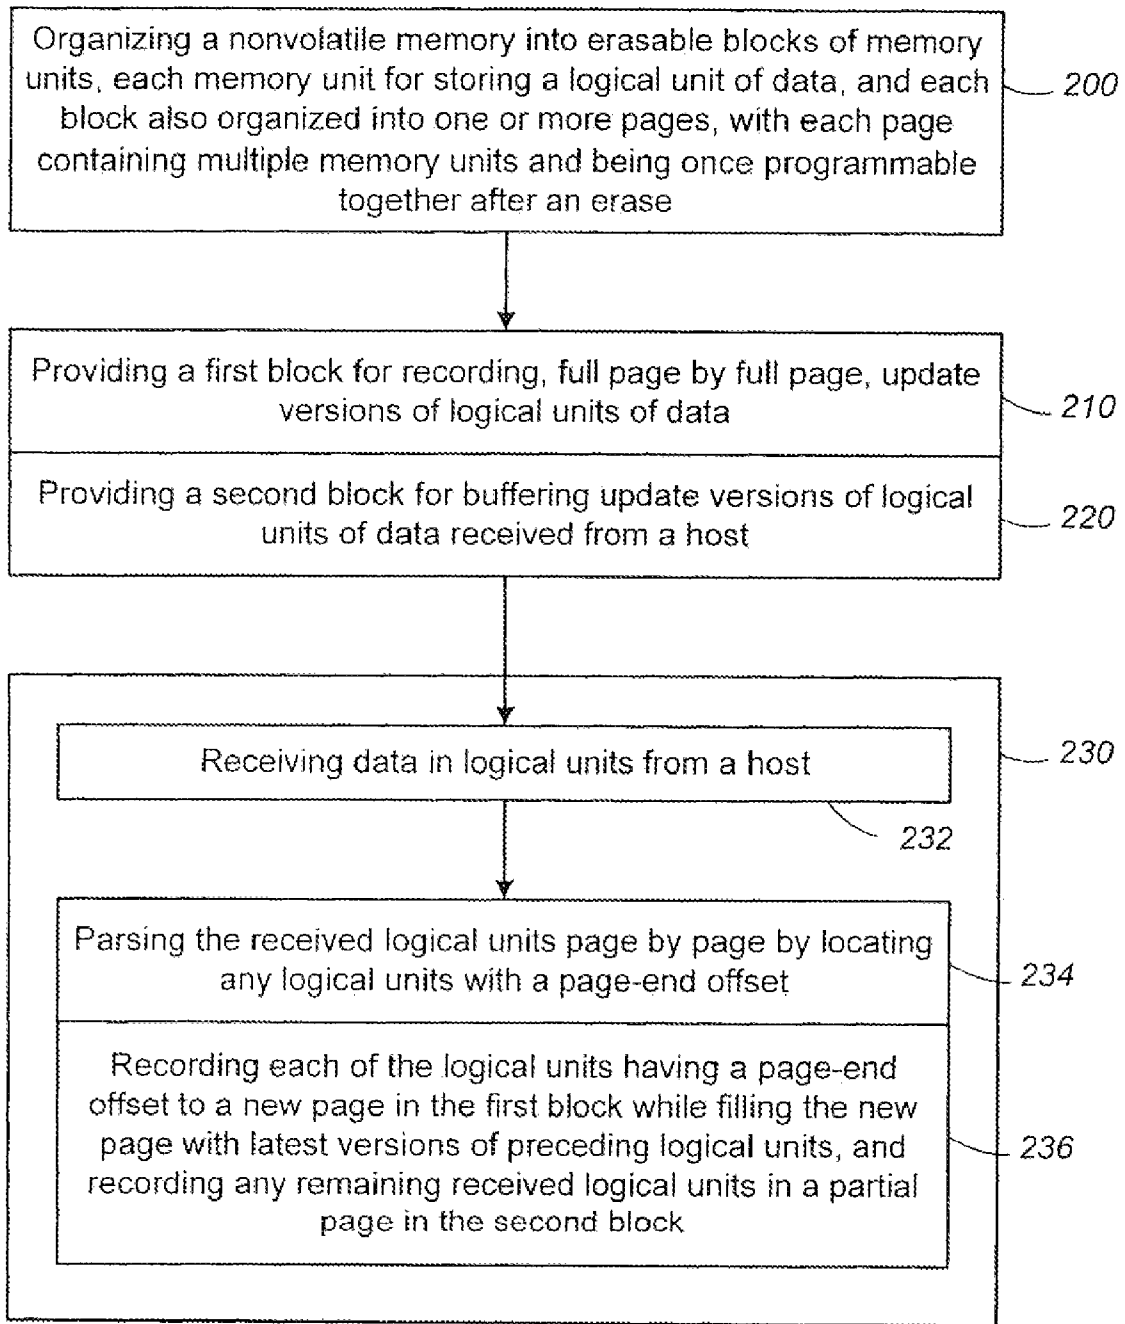 Organizing a nonvolatile memory into erasable blocks of memory
units, each memory unit for storing a logical unit of data, and each
block also organized into one or more pages, with each page
containing multiple memory units and being once programmable
together after an erase
200
Providing a first block for recording, full page by full page, update
versions of logical units of data
210
Providing a second block for buffering update versions of logical
units of data received from a host
220
230
Receiving data in logical units from a host
232
Parsing the received logical units page by page by locating
any logical units with a page-end offset
234
Recording each of the logical units having a page-end
offset to a new page in the first block while filling the new
page with latest versions of preceding logical units, and
recording any remaining received logical units in a partial
page in the second block
236